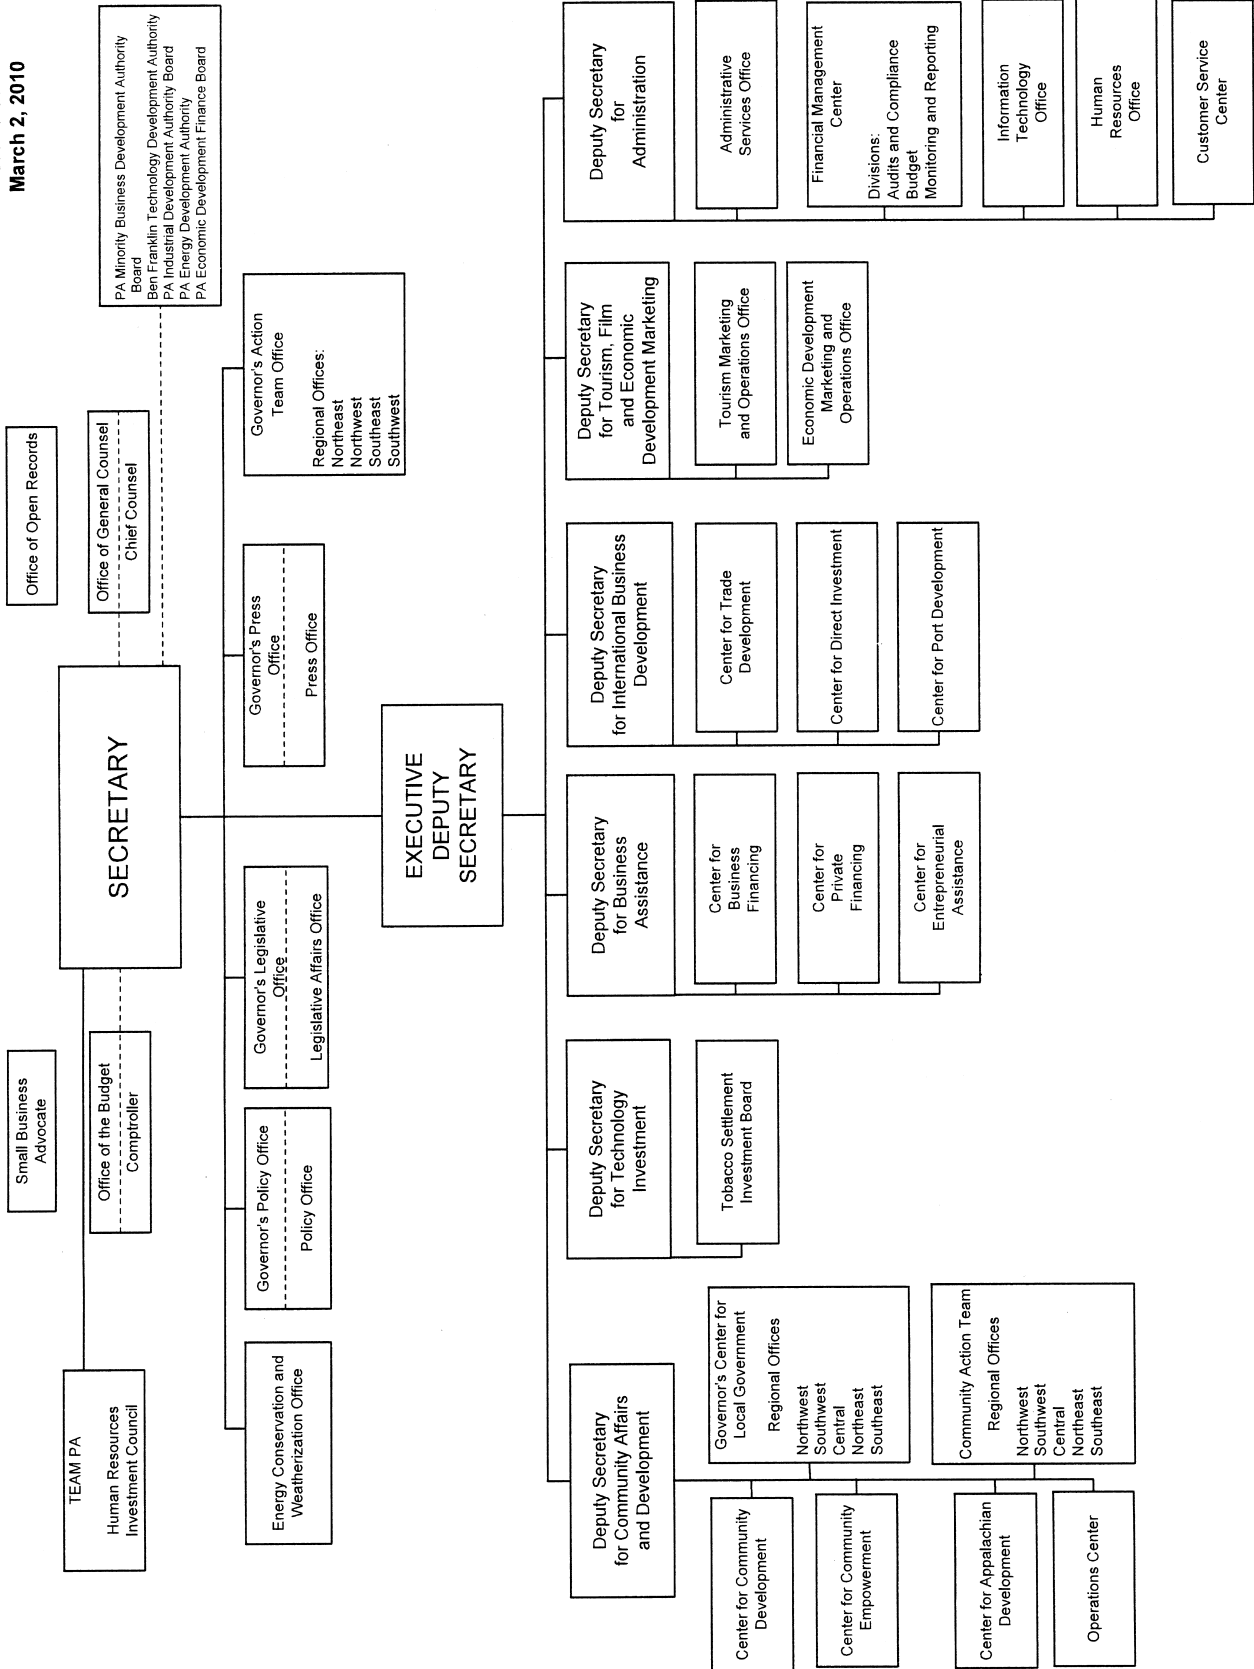 March 2, 2010
Small Business
Advocate
Office of Open Records
TEAM PA
Human Resources
Investment Council
Office of the Budget
Comptroller
SECRETARY
Office of General Counsel
Chief Counsel
PA Minority Business Development Authority
Board
Ben Franklin Technology Development Authority
PA Industrial Development Authority Board
PA Energy Development Authority
PA Economic Development Finance Board
Energy Conservation and
Weatherization Office
Governor's Policy Office
Policy Office
Governor's Legislative
Office
Legislative Affairs Office
Governor's Press
Office
Press Office
Governor's Action
Team Office
Regional Offices:
Northeast
Northwest
Southeast
Southwest
EXECUTIVE
DEPUTY
SECRETARY
Deputy Secretary
for Community Affairs
and Development
Center for Community
Development
Center for Community
Empowerment
Center for Appalachian
Development
Operations Center
Governor's Center for
Local Government
Regional Offices
Northwest
Southwest
Central
Northeast
Southeast
Community Action Team
Regional Offices
Northwest
Southwest
Central
Northeast
Southeast
Deputy Secretary
for Technology
Investment
Tobacco Settlement
Investment Board
Deputy Secretary
for Business
Assistance
Center for
Business
Financing
Center for
Private
Financing
Center for
Entrepreneurial
Assistance
Deputy Secretary
for International Business
Development
Center for Trade
Development
Center for Direct Investment
Center for Port Development
Deputy Secretary
for Tourism, Film
and Economic
Development Marketing
Tourism Marketing
and Operations Office
Economic Development
Marketing and
Operations Office
Deputy Secretary
for
Administration
Administrative
Services Office
Financial Management
Center
Divisions:
Audits and Compliance
Budget
Monitoring and Reporting
Information
Technology
Office
Human
Resources
Office
Customer Service
Center